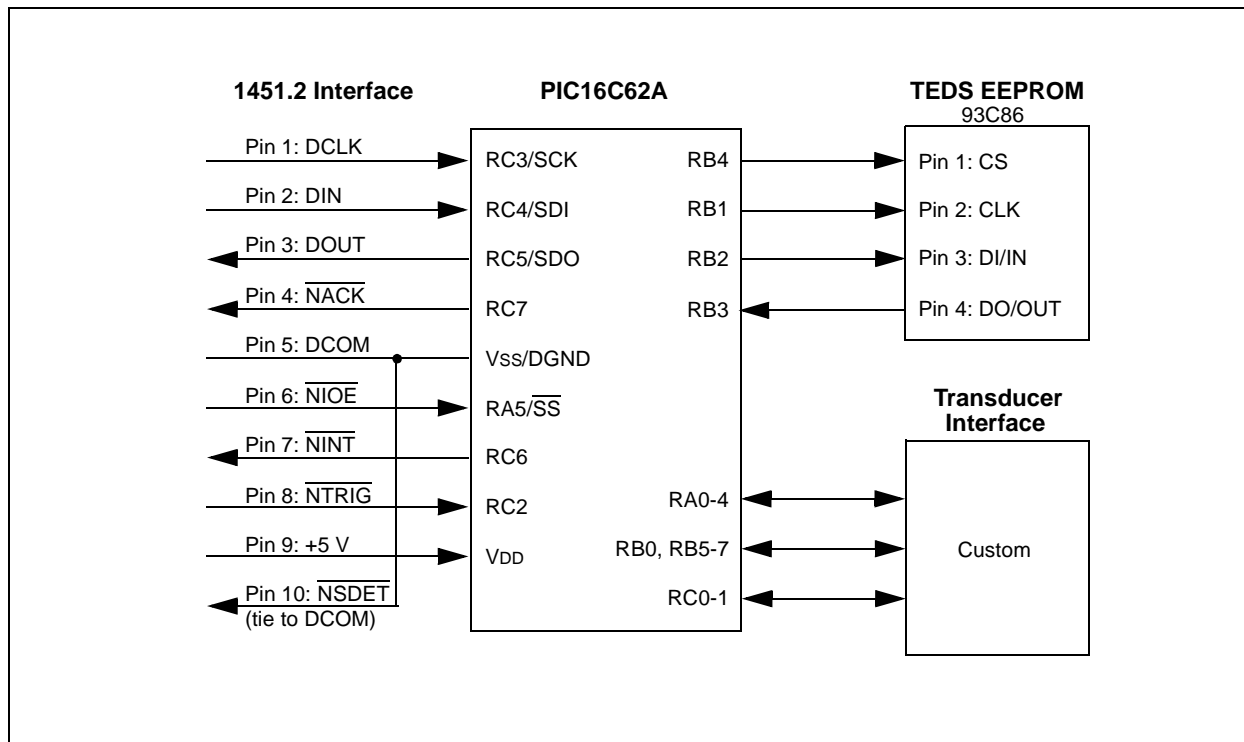 1451.2 Interface
PIC16C62A
TEDS EEPROM
93C86
Pin 1: DCLK
RC3/SCK
RB4
Pin 1: CS
Pin 2: DIN
RC4/SDI
RB1
Pin 2: CLK
Pin 3: DOUT
RC5/SDO
RB2
Pin 3: DI/IN
Pin 4: NACK
RC7
RB3
Pin 4: DO/OUT
Pin 5: DCOM
VSS/DGND
Pin 6: NIOE
RA5/SS
Transducer
Interface
Pin 7: NINT
RC6
Pin 8: NTRIG
RC2
RA0-4
Pin 9: +5 V
VDD
RB0, RB5-7
Custom
Pin 10: NSDET
(tie to DCOM)
RC0-1